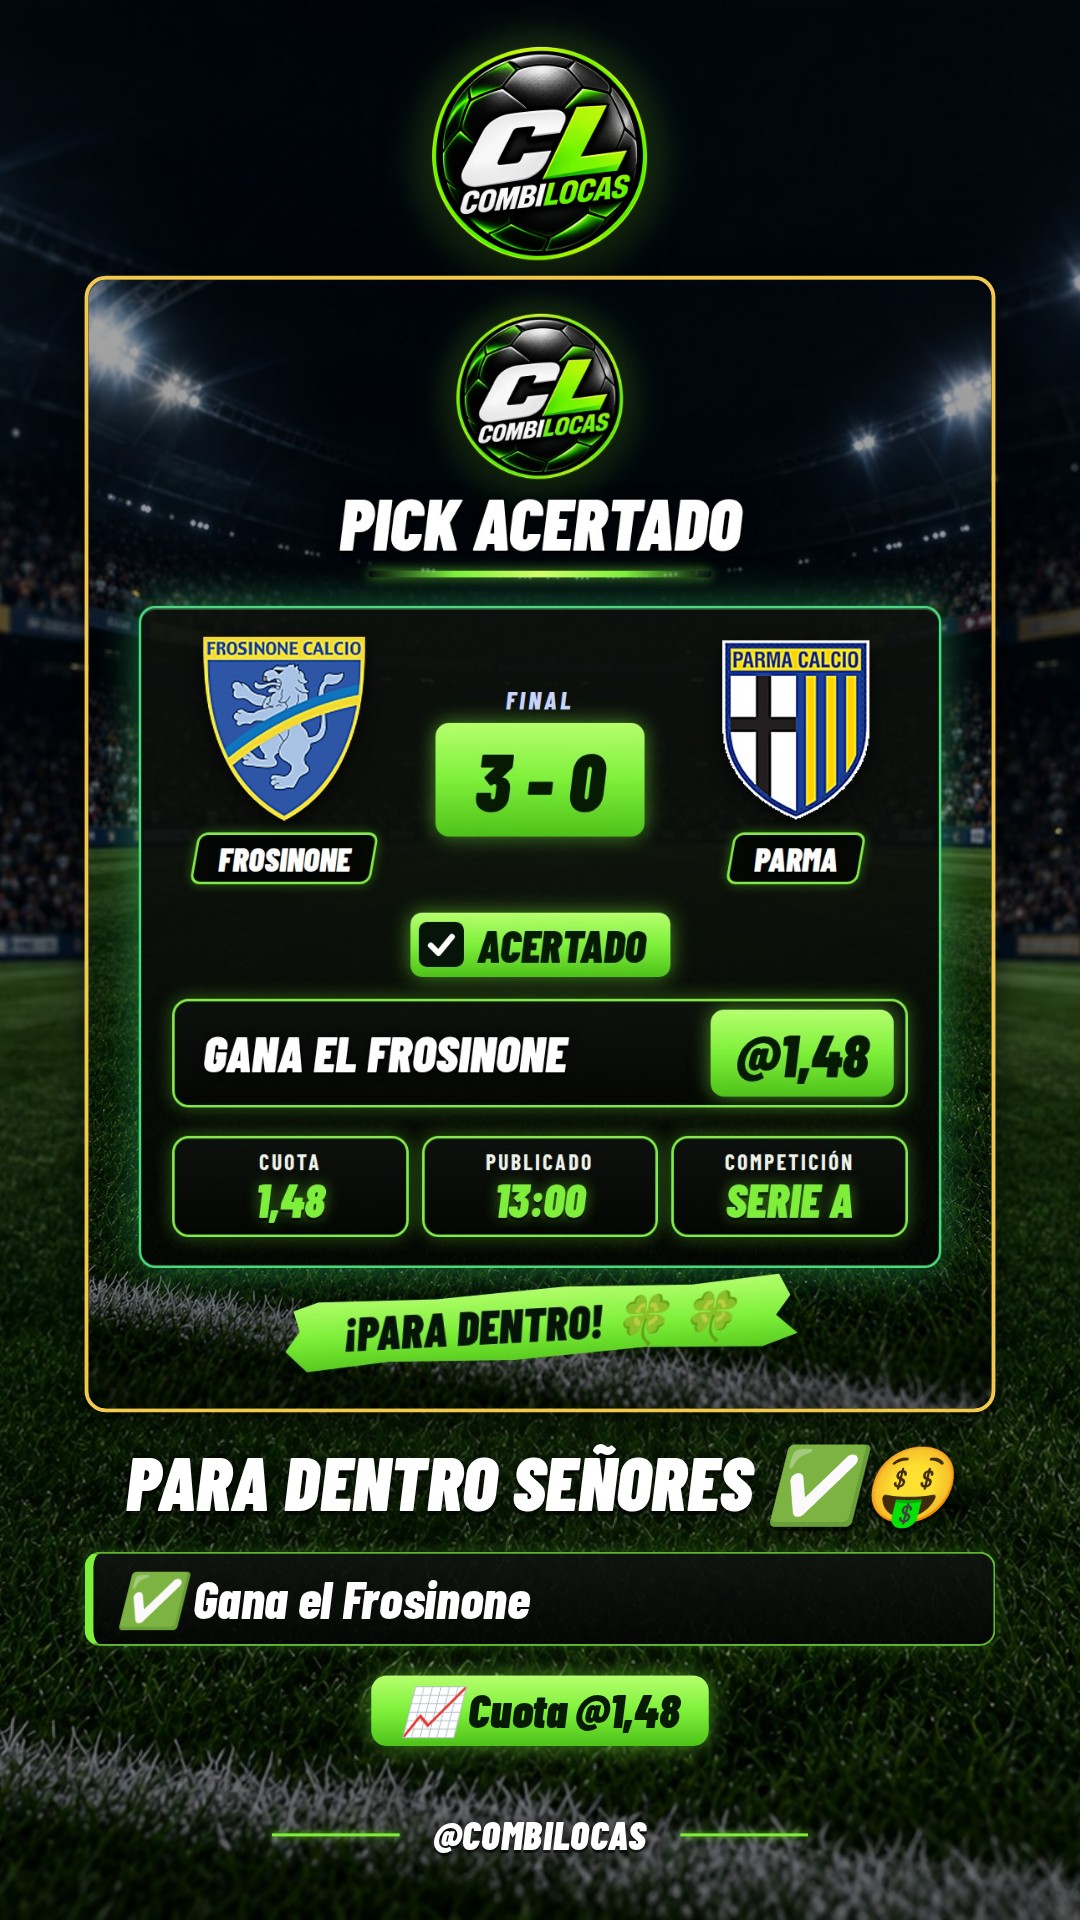 CL
COMBILOCAS
CL
COMBILOCAS
PICK ACERTADO
FROSINONE CALCIO
PARMA CALCIO
FINAL
3 - 0
FROSINONE
PARMA
✓ ACERTADO
GANA EL FROSINONE
@1,48
CUOTA
1,48
PUBLICADO
13:00
COMPETICIÓN
SERIE A
¡PARA DENTRO! 🍀 🍀
PARA DENTRO SEÑORES ✅🤑
✅ Gana el Frosinone
📈 Cuota @1,48
@COMBILOCAS